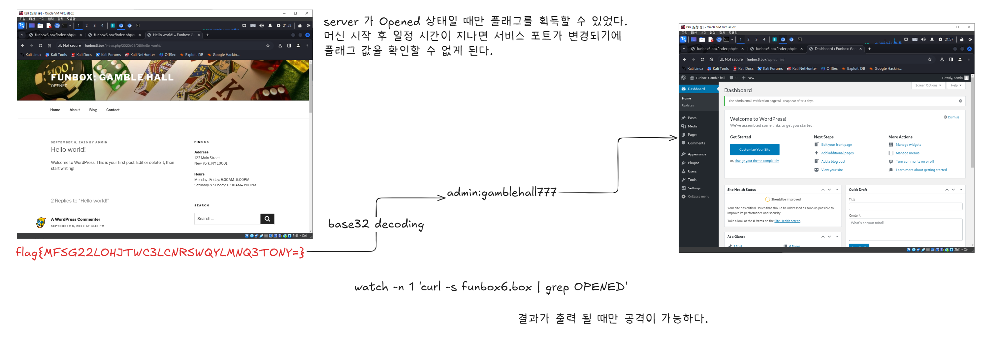 kali [실행 중] - Oracle VM VirtualBox
파일 머신 보기 입력 장치 도움말
1 2 3 4
21:52
funbox6.box/index.php/
funbox6.box/index.php/
Hello world! – Funbox: G
Not secure funbox6.box/index.php/2020/09/08/hello-world/
Kali Linux Kali Tools Kali Docs Kali Forums Kali NetHunter OffSec Exploit-DB Google Hackin...
FUNBOX: GAMBLE HALL
OPENED
Home About Blog Contact
SEPTEMBER 8, 2020 BY ADMIN
Hello world!
Welcome to WordPress. This is your first post. Edit or delete it, then
start writing!
2 Replies to “Hello world!”
A WordPress Commenter
SEPTEMBER 8, 2020 AT 4:48 PM
FIND US
Address
123 Main Street
New York, NY 10001
Hours
Monday–Friday: 9:00AM–5:00PM
Saturday & Sunday: 11:00AM–3:00PM
SEARCH
Search ...
Shift + Ctrl
flag{MFSG22LOHJTWC3LCNRSWQYLMNQ3TONY=}
server 가 Opened 상태일 때만 플래그를 획득할 수 있었다.
머신 시작 후 일정 시간이 지나면 서비스 포트가 변경되기에
플래그 값을 확인할 수 없게 된다.
base32 decoding
admin:gamblehall777
kali [실행 중] - Oracle VM VirtualBox
파일 머신 보기 입력 장치 도움말
1 2 3 4
21:57
funbox6.box/index.php/
funbox6.box/index.php/
Dashboard ‹ Funbox: Ga
Not secure funbox6.box/wp-admin/
Kali Linux Kali Tools Kali Docs Kali Forums Kali NetHunter OffSec Exploit-DB Google Hackin...
Funbox: Gamble hall 0 + New
Howdy, admin
Screen Options Help
Dashboard
Home
Updates
Posts
Media
Pages
Comments
Appearance
Plugins
Users
Tools
Settings
Collapse menu
Dashboard
The admin email verification page will reappear after 3 days.
Welcome to WordPress!
We've assembled some links to get you started:
Dismiss
Get Started
Customize Your Site
or, change your theme completely
Next Steps
Edit your front page
Add additional pages
Add a blog post
View your site
More Actions
Manage widgets
Manage menus
Turn comments on or off
Learn more about getting started
Site Health Status
Should be improved
Your site has critical issues that should be addressed as soon as possible to
improve its performance and security.
Take a look at the 8 items on the Site Health screen.
At a Glance
1 Post 6 Pages
Quick Draft
Title
Content
What's on your mind?
Shift + Ctrl
watch -n 1 'curl -s funbox6.box | grep OPENED'
결과가 출력 될 때만 공격이 가능하다.